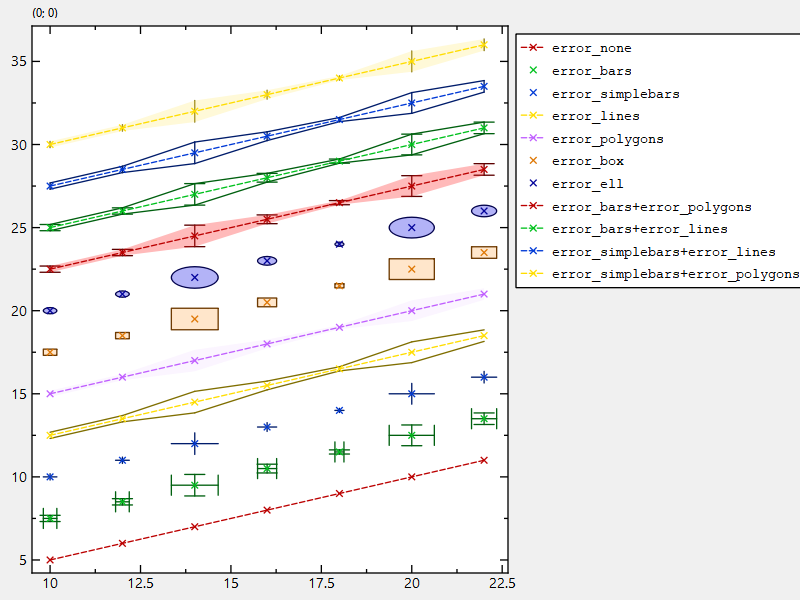 (0; 0)
35
30
25
20
15
10
5
10 12.5 15 17.5 20 22.5
error_none
error_bars
error_simplebars
error_lines
error_polygons
error_box
error_ell
error_bars+error_polygons
error_bars+error_lines
error_simplebars+error_lines
error_simplebars+error_polygons